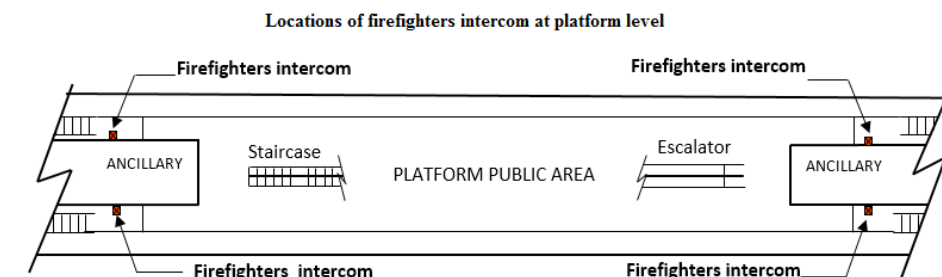 Locations of firefighters intercom at platform level
Firefighters intercom
Firefighters intercom
ANCILLARY
Staircase
PLATFORM PUBLIC AREA
Escalator
ANCILLARY
Firefighters intercom
Firefighters intercom